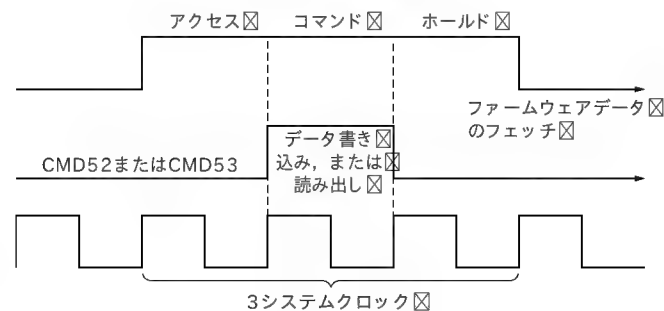 アクセス
コマンド
ホールド
ファームウェアデータ
のフェッチ
データ書き
込み，または
読み出し
CMD52またはCMD53
3システムクロック